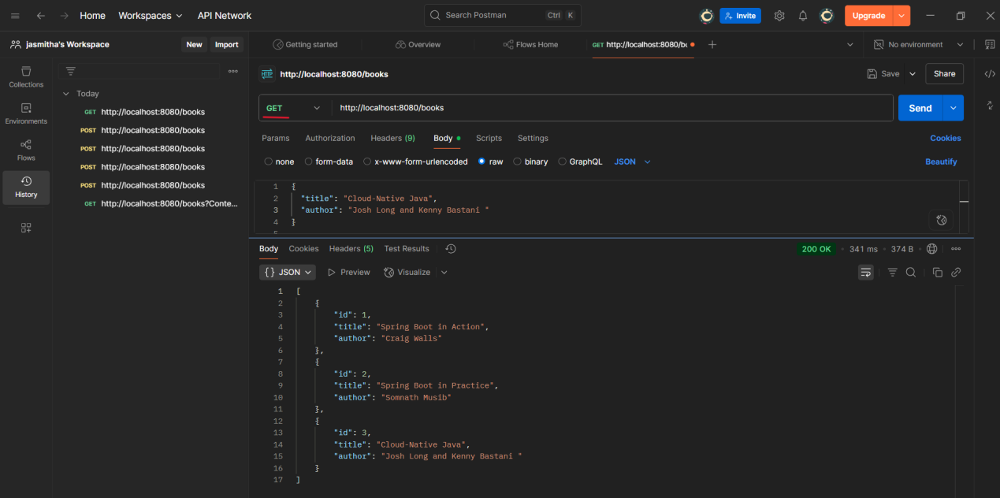 Home Workspaces API Network Search Postman Ctrl K Invite Upgrade
jasmitha's Workspace New Import Getting started Overview Flows Home GET http://localhost:8080/bo No environment
http://localhost:8080/books Save Share
Collections
Environments
Flows
History
Today
GET http://localhost:8080/books
POST http://localhost:8080/books
POST http://localhost:8080/books
POST http://localhost:8080/books
POST http://localhost:8080/books
GET http://localhost:8080/books?Conte...
GET http://localhost:8080/books Send
Params Authorization Headers (9) Body Scripts Settings Cookies
none form-data x-www-form-urlencoded raw binary GraphQL JSON Beautify
1 {
2 "title": "Cloud-Native Java",
3 "author": "Josh Long and Kenny Bastani "
4 }
5
Body Cookies Headers (5) Test Results 200 OK 341 ms 374 B
{} JSON Preview Visualize
1 [
2 {
3 "id": 1,
4 "title": "Spring Boot in Action",
5 "author": "Craig Walls"
6 },
7 {
8 "id": 2,
9 "title": "Spring Boot in Practice",
10 "author": "Somnath Musib"
11 },
12 {
13 "id": 3,
14 "title": "Cloud-Native Java",
15 "author": "Josh Long and Kenny Bastani "
16 }
17 ]